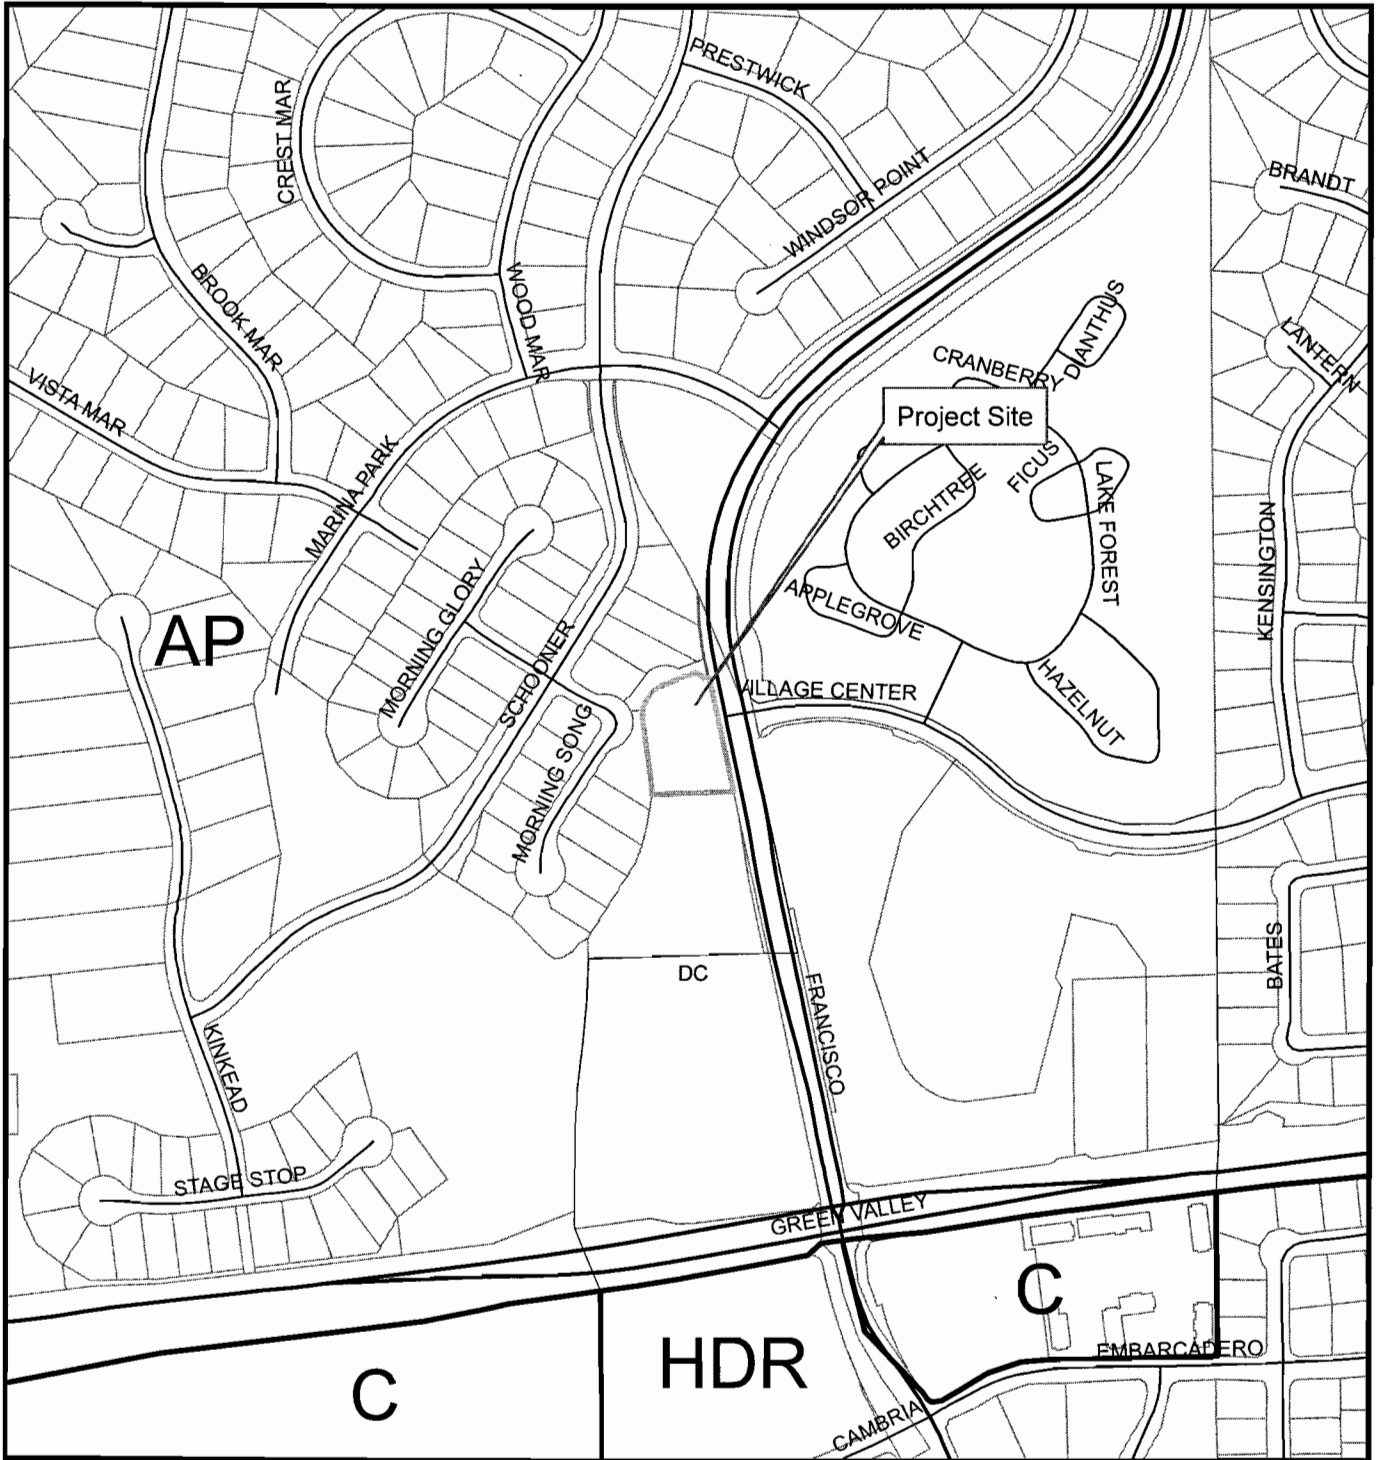 PRESTWICK
CREST MAR
WINDSOR POINT
BRANDT
BROOK MAR
WOOD MAR
DIANTHUS
LANTERN
CRANBERRY
VISTA MAR
Project Site
MARINA PARK
FICUS
BIRCHTREE
LAKE FOREST
KENSINGTON
MORNING GLORY
APPLEGROVE
AP
SCHOONER
HAZELNUT
ILLAGE CENTER
MORNING SONG
BATES
DC
FRANCISCO
KINKEAD
STAGE STOP
GREEN VALLEY
C
HDR
EMBARCADERO
C
CAMBRIA